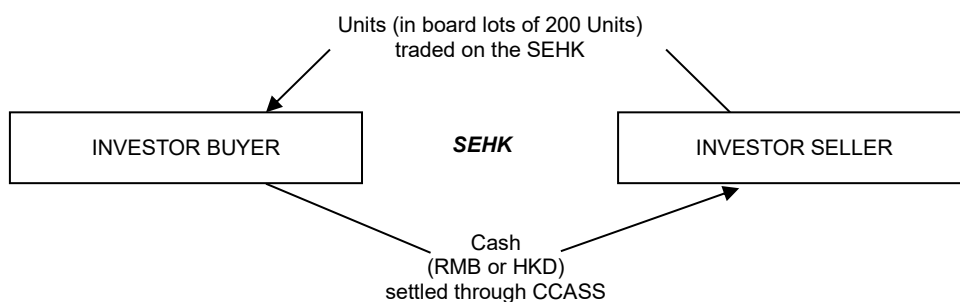 Units (in board lots of 200 Units)
traded on the SEHK
INVESTOR BUYER
SEHK
INVESTOR SELLER
Cash
(RMB or HKD)
settled through CCASS